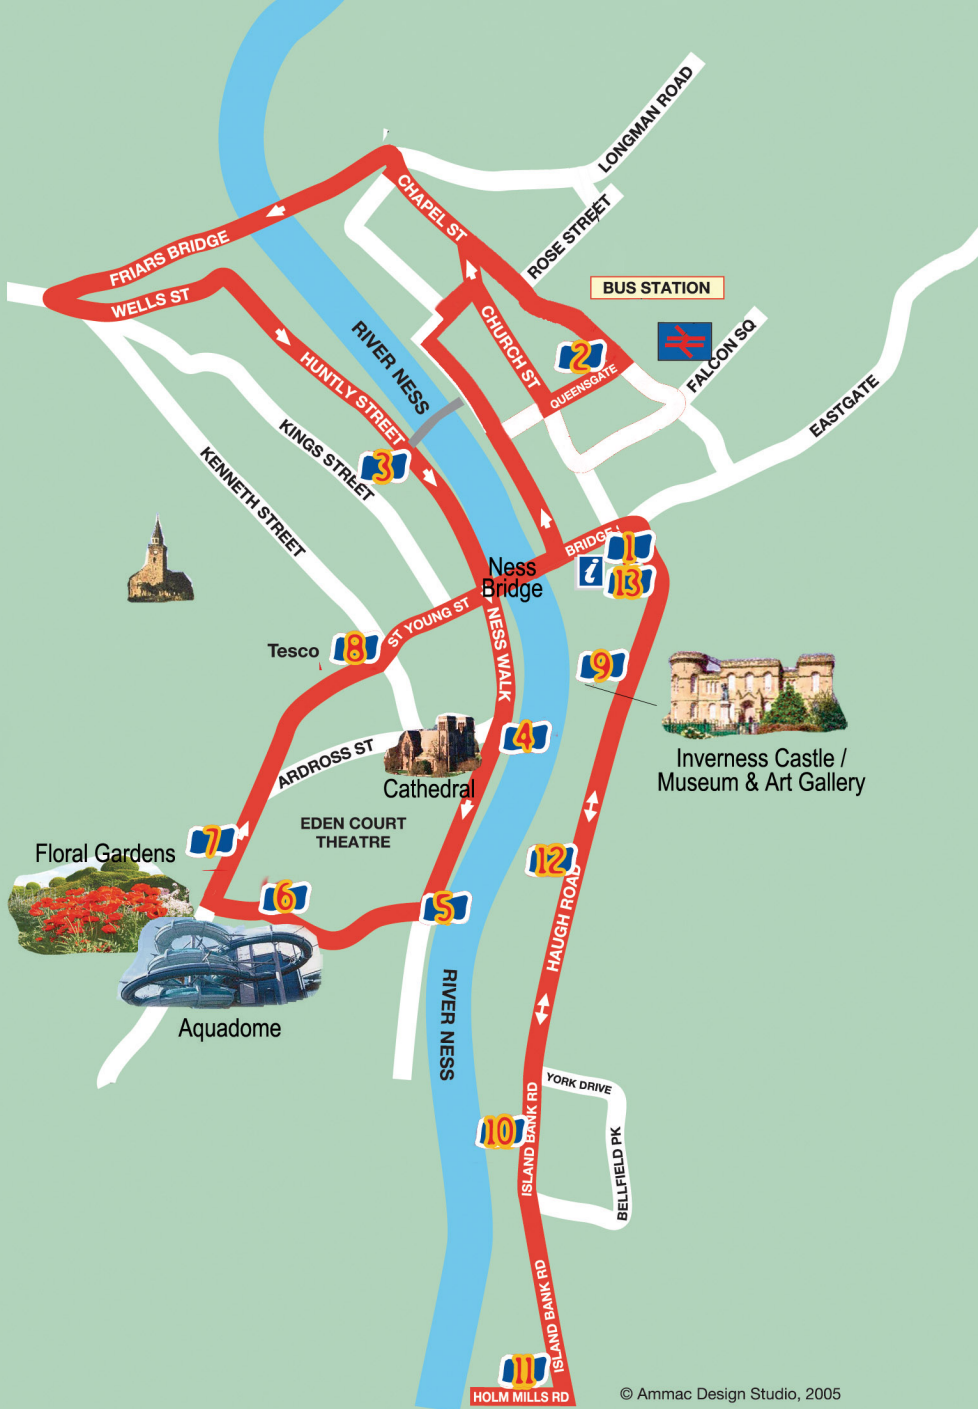 LONGMAN ROAD
CHAPEL ST
ROSE STREET
FRIARS BRIDGE
BUS STATION
WELLS ST
RIVER NESS
CHURCH ST
2
FALCON SQ
HUNTLY STREET
QUEENSGATE
EASTGATE
KINGS STREET
3
KENNETH STREET
BRIDGE
1
Ness
Bridge
i
13
ST YOUNG ST
NESS WALK
Tesco
8
9
4
ARDROSS ST
Inverness Castle /
Museum & Art Gallery
Cathedral
EDEN COURT
THEATRE
7
Floral Gardens
12
6
5
HAUGH ROAD
RIVER NESS
Aquadome
YORK DRIVE
10
ISLAND BANK RD
BELLFIELD PK
ISLAND BANK RD
11
HOLM MILLS RD
© Ammac Design Studio, 2005